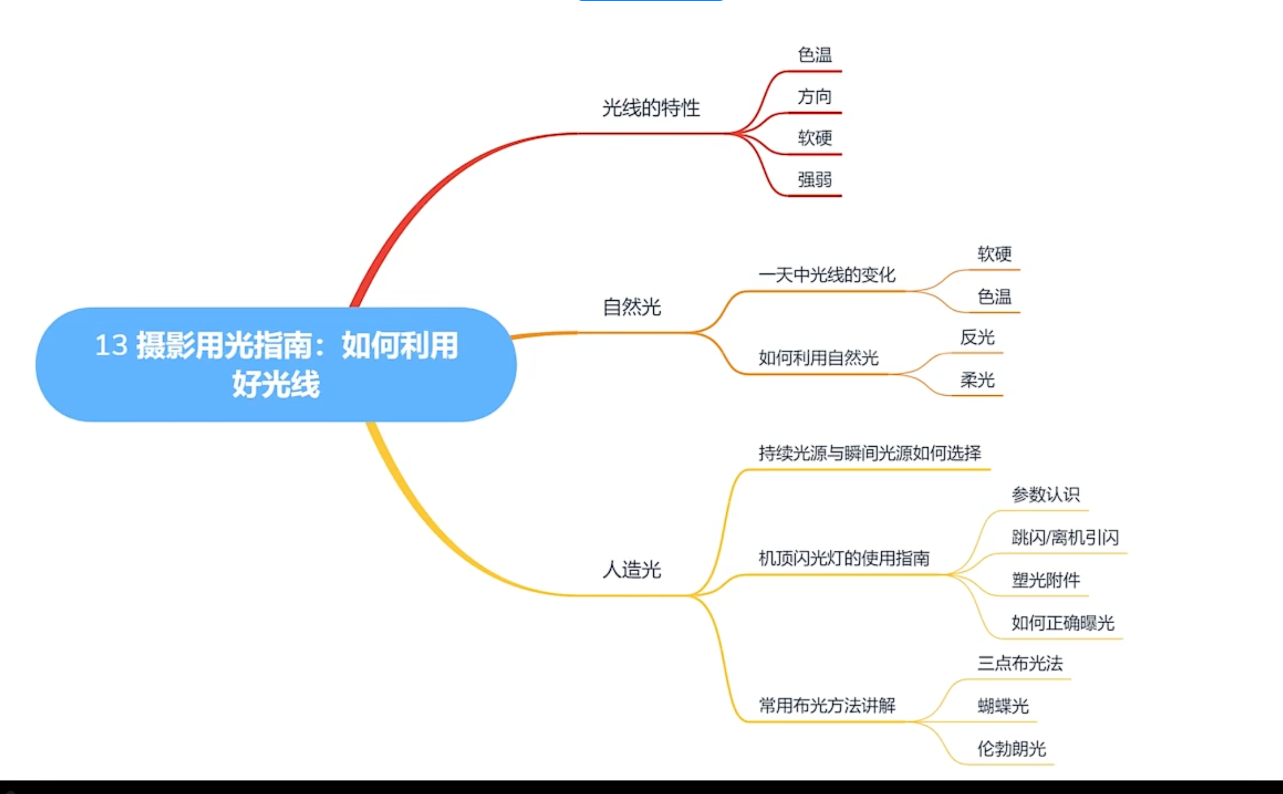 13 摄影用光指南：如何利用
好光线
光线的特性
色温
方向
软硬
强弱
自然光
一天中光线的变化
软硬
色温
如何利用自然光
反光
柔光
人造光
持续光源与瞬间光源如何选择
机顶闪光灯的使用指南
参数认识
跳闪/离机引闪
塑光附件
如何正确曝光
常用布光方法讲解
三点布光法
蝴蝶光
伦勃朗光